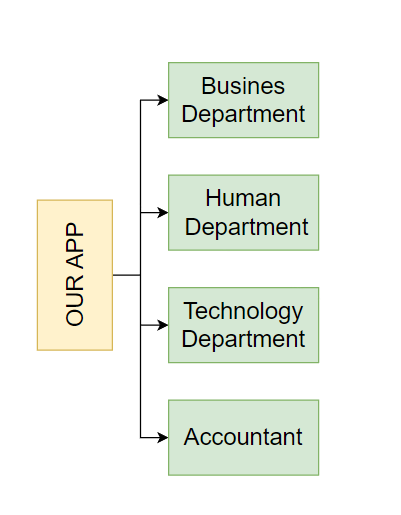 Busines
Department
Human
Department
OUR APP
Technology
Department
Accountant